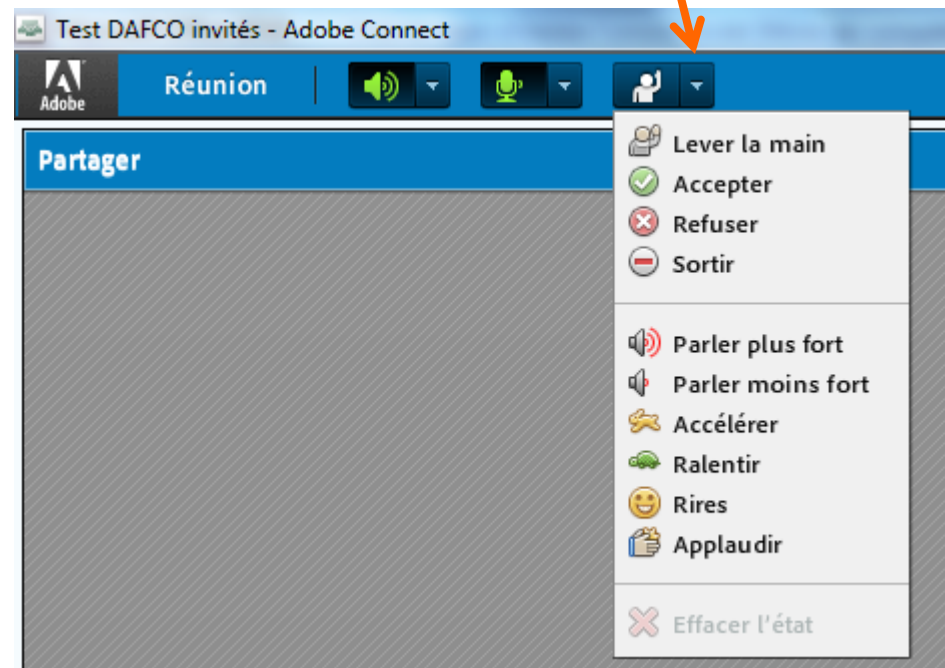 Test DAFCO invités - Adobe Connect
Adobe
Réunion
Partager
Lever la main
Accepter
Refuser
Sortir
Parler plus fort
Parler moins fort
Accélérer
Ralentir
Rires
Applaudir
Effacer l'état